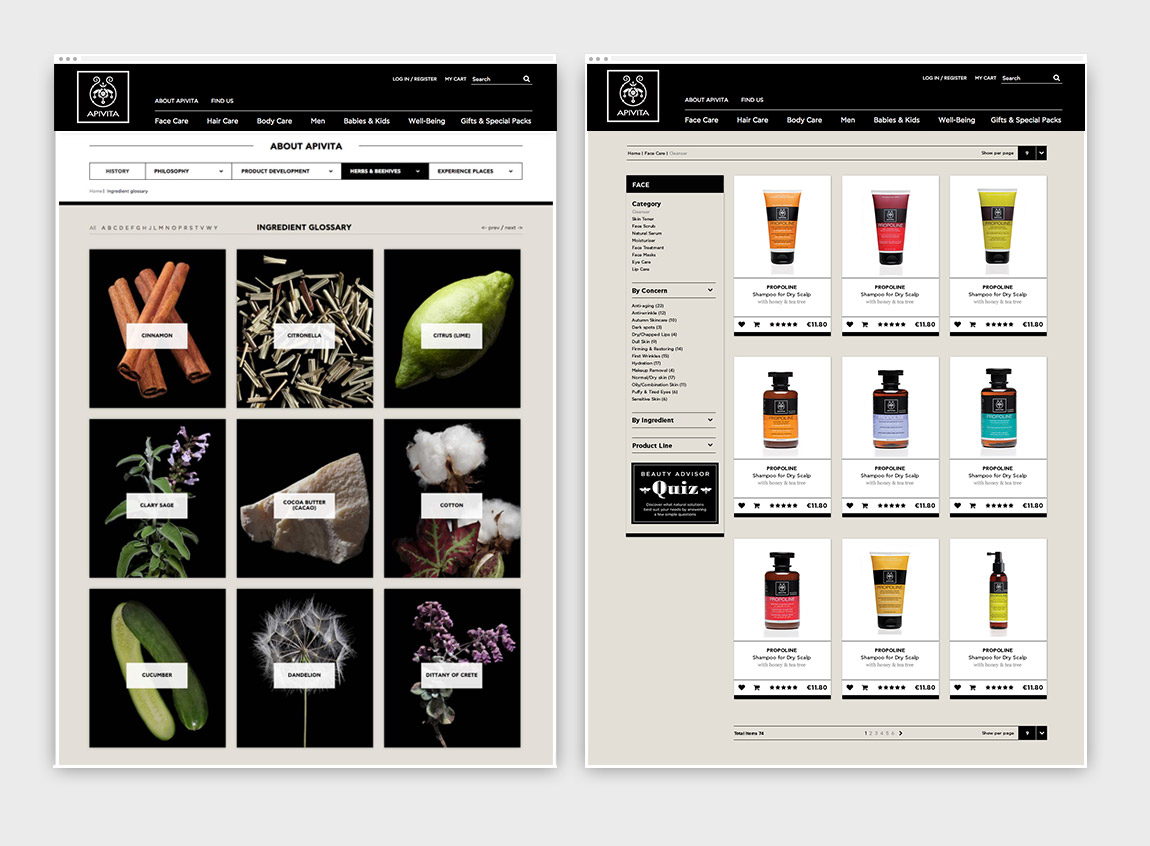 LOG IN / REGISTER MY CART Search
APIVITA
ABOUT APIVITA FIND US
Face Care Hair Care Body Care Men Babies & Kids Well-Being Gifts & Special Packs
ABOUT APIVITA
HISTORY PHILOSOPHY PRODUCT DEVELOPMENT HERBS & BEEHIVES EXPERIENCE PLACES
Home | Ingredient glossary
All A B C D E F G H J L M N O P R S T V W Y INGREDIENT GLOSSARY <- prev / next ->
CINNAMON CITRONELLA CITRUS (LIME)
CLARY SAGE COCOA BUTTER (CACAO) COTTON
CUCUMBER DANDELION DITTANY OF CRETE
LOG IN / REGISTER MY CART Search
APIVITA
ABOUT APIVITA FIND US
Face Care Hair Care Body Care Men Babies & Kids Well-Being Gifts & Special Packs
Home | Face Care | Cleanser Show per page 9
FACE
Category
Cleanser
Skin Toner
Face Scrub
Natural Serum
Moisturizer
Face Treatment
Face Masks
Eye Care
Lip Care
By Concern
Anti-aging (23)
Antiwrinkle (12)
Autumn Skincare (10)
Dark spots (3)
Dry/Chapped Lips (4)
Dull Skin (9)
Firming & Restoring (14)
First Wrinkles (15)
Hydration (17)
Makeup Removal (4)
Normal/Dry skin (17)
Oily/Combination Skin (11)
Puffy & Tired Eyes (6)
Sensitive Skin (6)
By Ingredient
Product Line
BEAUTY ADVISOR
Quiz
Discover what natural solutions
best suit your needs by answering
a few simple questions
PROPOLINE PROPOLINE PROPOLINE
PROPOLINE PROPOLINE PROPOLINE
Shampoo for Dry Scalp Shampoo for Dry Scalp Shampoo for Dry Scalp
with honey & tea tree with honey & tea tree with honey & tea tree
€11.80 €11.80 €11.80
PROPOLINE PROPOLINE PROPOLINE
PROPOLINE PROPOLINE PROPOLINE
Shampoo for Dry Scalp Shampoo for Dry Scalp Shampoo for Dry Scalp
with honey & tea tree with honey & tea tree with honey & tea tree
€11.80 €11.80 €11.80
PROPOLINE PROPOLINE PROPOLINE
PROPOLINE PROPOLINE PROPOLINE
Shampoo for Dry Scalp Shampoo for Dry Scalp Shampoo for Dry Scalp
with honey & tea tree with honey & tea tree with honey & tea tree
€11.80 €11.80 €11.80
Total Items 74 1 2 3 4 5 6 Show per page 9